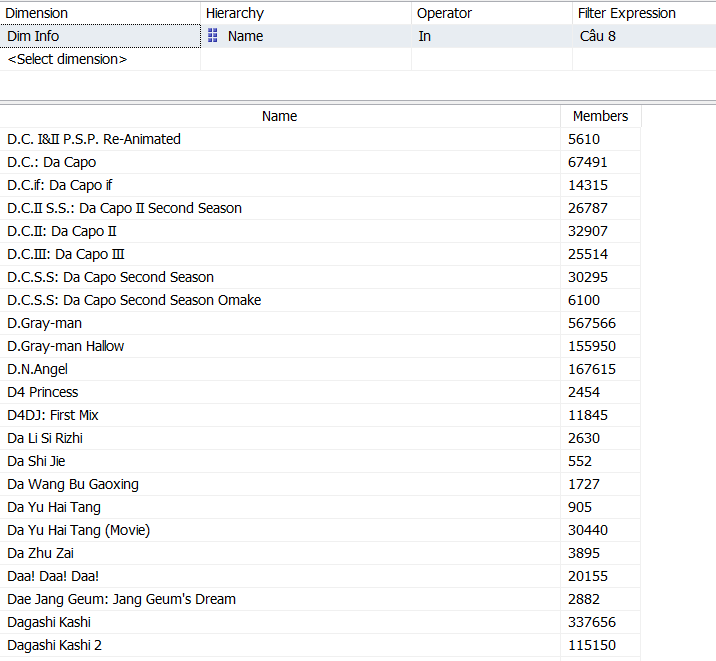 Dimension Hierarchy Operator Filter Expression
Dim Info Name In Câu 8
<Select dimension>
Name Members
D.C. I&II P.S.P. Re-Animated 5610
D.C.: Da Capo 67491
D.C.if: Da Capo if 14315
D.C.II S.S.: Da Capo II Second Season 26787
D.C.II: Da Capo II 32907
D.C.III: Da Capo III 25514
D.C.S.S: Da Capo Second Season 30295
D.C.S.S: Da Capo Second Season Omake 6100
D.Gray-man 567566
D.Gray-man Hallow 155950
D.N.Angel 167615
D4 Princess 2454
D4DJ: First Mix 11845
Da Li Si Rizhi 2630
Da Shi Jie 552
Da Wang Bu Gaoxing 1727
Da Yu Hai Tang 905
Da Yu Hai Tang (Movie) 30440
Da Zhu Zai 3895
Daa! Daa! Daa! 20155
Dae Jang Geum: Jang Geum's Dream 2882
Dagashi Kashi 337656
Dagashi Kashi 2 115150